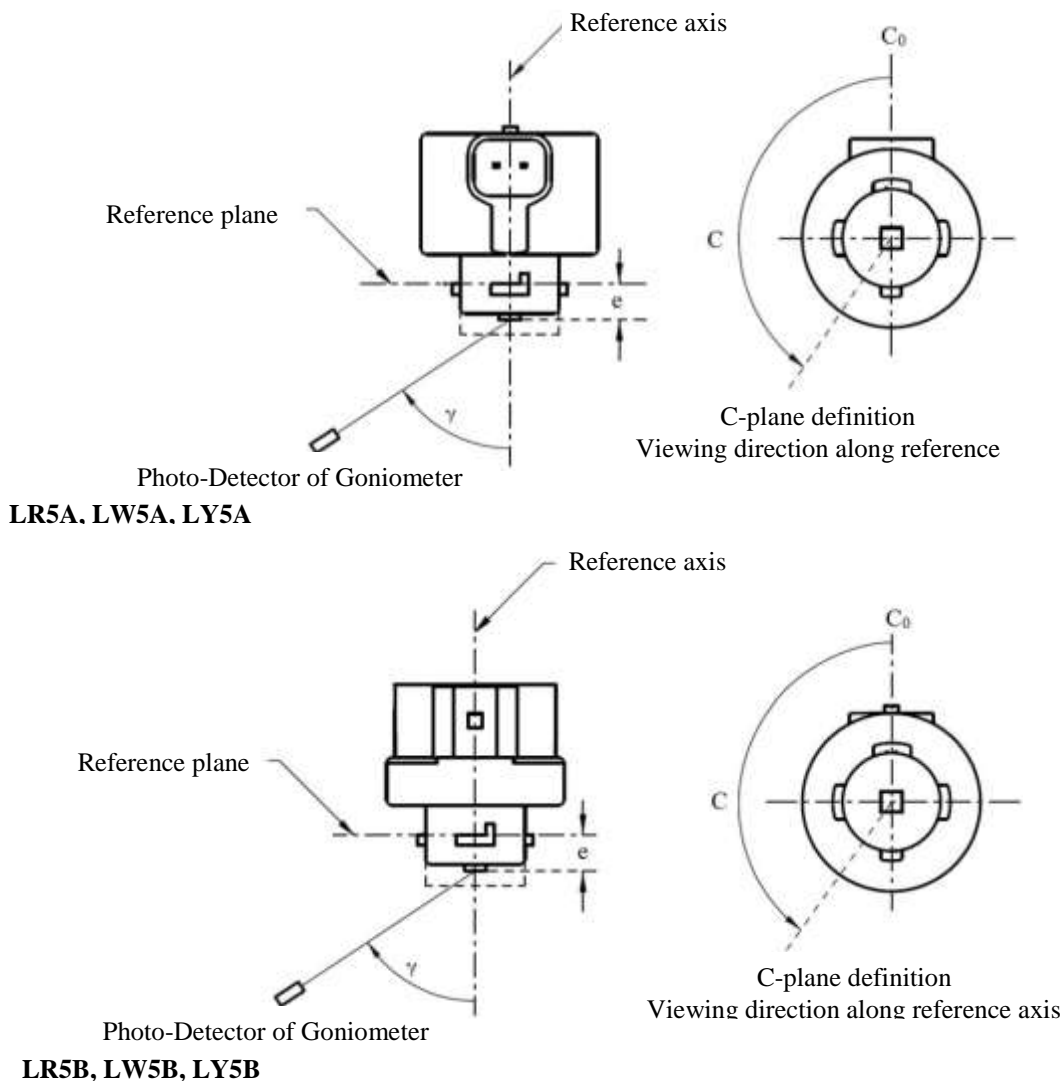 Reference axis
C₀
Reference plane
e
C
γ
C-plane definition
Viewing direction along reference
Photo-Detector of Goniometer
LR5A, LW5A, LY5A
Reference axis
C₀
Reference plane
e
C
γ
C-plane definition
Viewing direction along reference axis
Photo-Detector of Goniometer
LR5B, LW5B, LY5B